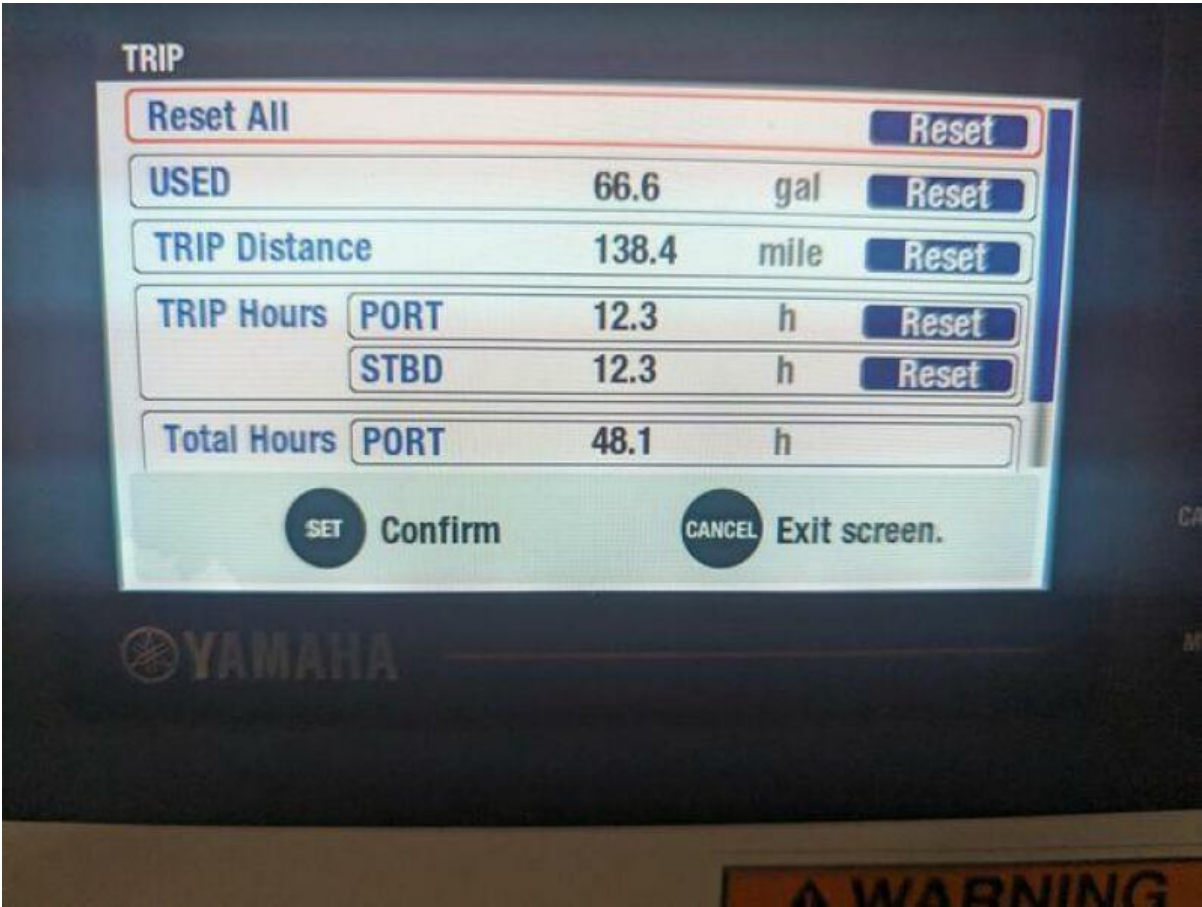 TRIP
Reset All Reset
USED 66.6 gal Reset
TRIP Distance 138.4 mile Reset
TRIP Hours PORT 12.3 h Reset
STBD 12.3 h Reset
Total Hours PORT 48.1 h
SET Confirm CANCEL Exit screen.
YAMAHA
WARNING